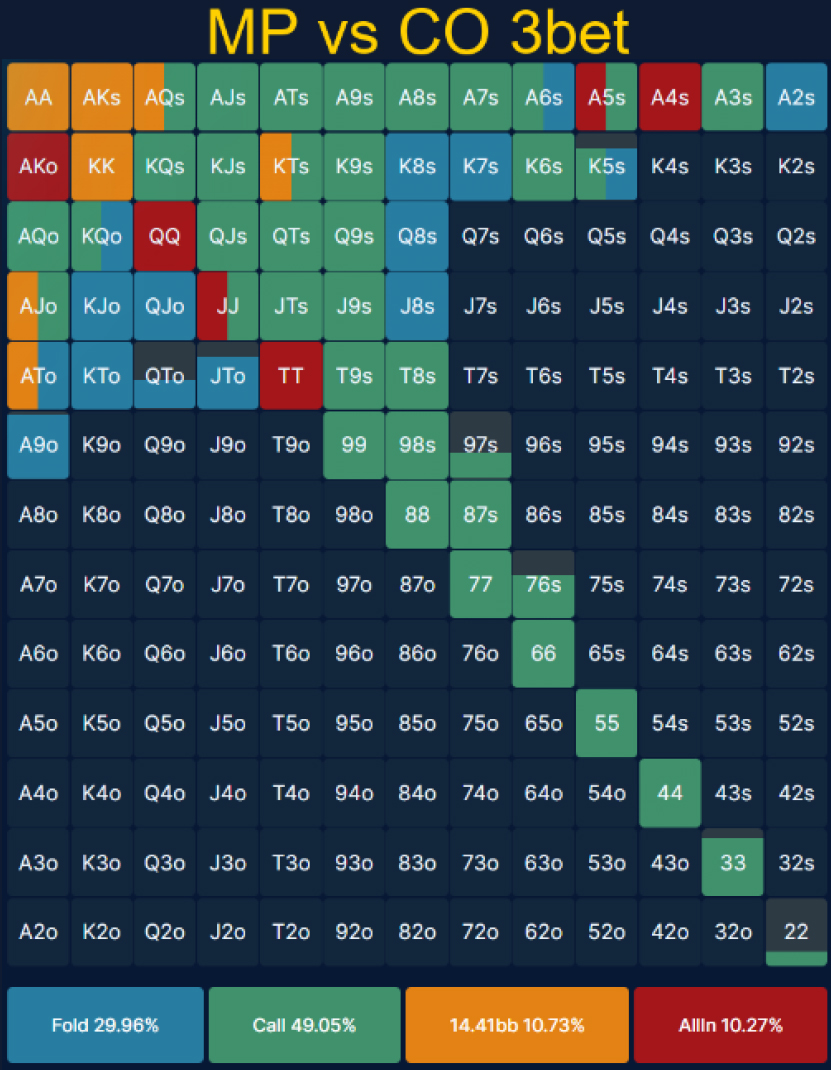 MP vs CO 3bet
AA AKs AQs AJs ATs A9s A8s A7s A6s A5s A4s A3s A2s
AKo KK KQs KJs KTs K9s K8s K7s K6s K5s K4s K3s K2s
AQo KQo QQ QJs QTs Q9s Q8s Q7s Q6s Q5s Q4s Q3s Q2s
AJo KJo QJo JJ JTs J9s J8s J7s J6s J5s J4s J3s J2s
ATo KTo QTo JTo TT T9s T8s T7s T6s T5s T4s T3s T2s
A9o K9o Q9o J9o T9o 99 98s 97s 96s 95s 94s 93s 92s
A8o K8o Q8o J8o T8o 98o 88 87s 86s 85s 84s 83s 82s
A7o K7o Q7o J7o T7o 97o 87o 77 76s 75s 74s 73s 72s
A6o K6o Q6o J6o T6o 96o 86o 76o 66 65s 64s 63s 62s
A5o K5o Q5o J5o T5o 95o 85o 75o 65o 55 54s 53s 52s
A4o K4o Q4o J4o T4o 94o 84o 74o 64o 54o 44 43s 42s
A3o K3o Q3o J3o T3o 93o 83o 73o 63o 53o 43o 33 32s
A2o K2o Q2o J2o T2o 92o 82o 72o 62o 52o 42o 32o 22
Fold 29.96% Call 49.05% 14.41bb 10.73% AllIn 10.27%